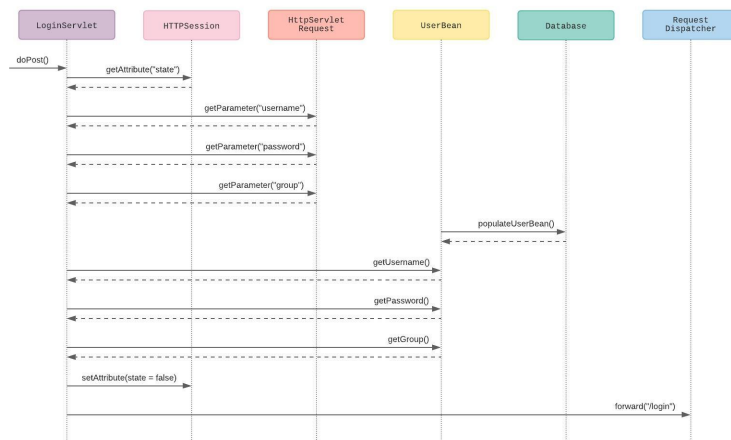 LoginServlet
HTTPSession
HttpServlet
Request
UserBean
Database
Request
Dispatcher
doPost()
getAttribute("state")
getParameter("username")
getParameter("password")
getParameter("group")
populateUserBean()
getUsername()
getPassword()
getGroup()
setAttribute(state = false)
forward("/login")